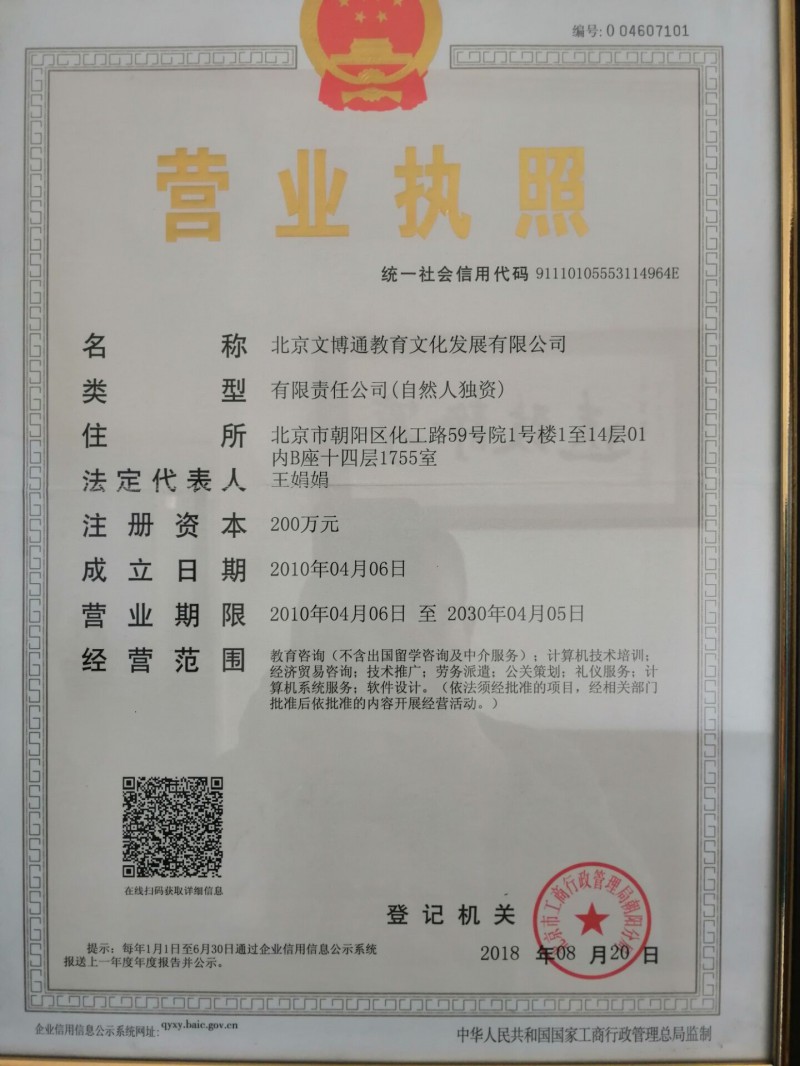 编号: 0 04607101
营业执照
统一社会信用代码 91110105553114964E
名称 北京文博通教育文化发展有限公司
类型 有限责任公司(自然人独资)
住所 北京市朝阳区化工路59号院1号楼1至14层01
内B座十四层1755室
法定代表人 王娟娟
注册资本 200万元
成立日期 2010年04月06日
营业期限 2010年04月06日 至 2030年04月05日
经营范围 教育咨询（不含出国留学咨询及中介服务）；计算机技术培训；
经济贸易咨询；技术推广；劳务派遣；公关策划；礼仪服务；计
算机系统服务；软件设计。（依法须经批准的项目，经相关部门
批准后依批准的内容开展经营活动。）
在线扫码获取详细信息
登记机关
北京市工商行政管理局朝阳分局
2018 年08 月20 日
提示：每年1月1日至6月30日通过企业信用信息公示系统
报送上一年度年度报告并公示。
企业信用信息公示系统网址: qyxy.baic.gov.cn
中华人民共和国国家工商行政管理总局监制